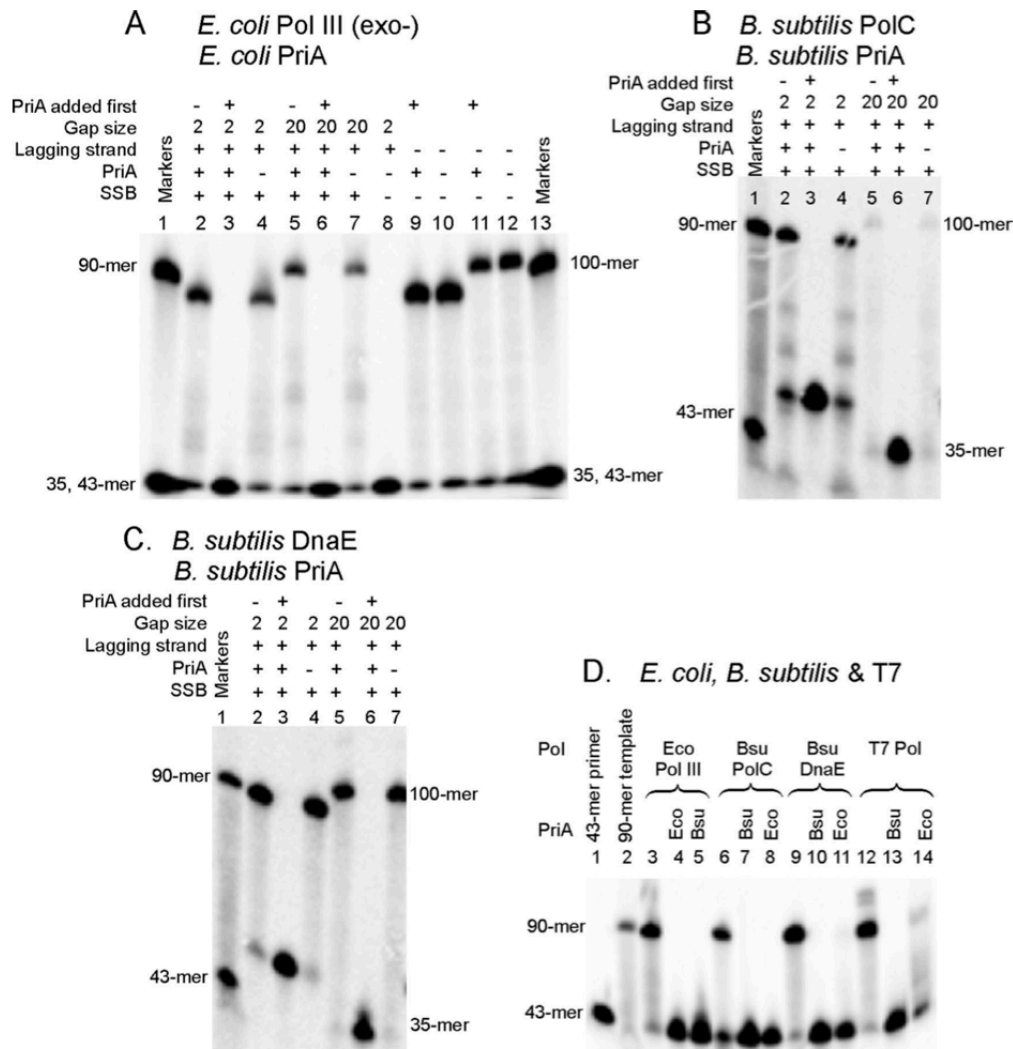 A E. coli Pol III (exo-)
E. coli PriA
PriA added first - + - + + +
Gap size 2 2 2 20 20 20 2
Lagging strand + + + + + + + - - - -
PriA + + - + + - - + - + -
SSB + + + + + + - - - - -
Markers
Markers
1 2 3 4 5 6 7 8 9 10 11 12 13
90-mer
100-mer
35, 43-mer
35, 43-mer
B B. subtilis PolC
B. subtilis PriA
PriA added first - + - +
Gap size 2 2 2 20 20 20
Lagging strand + + + + + +
PriA + + - + + -
SSB + + + + + +
Markers
1 2 3 4 5 6 7
90-mer
100-mer
43-mer
35-mer
C. B. subtilis DnaE
B. subtilis PriA
PriA added first - + - +
Gap size 2 2 2 20 20 20
Lagging strand + + + + + +
PriA + + - + + -
SSB + + + + + +
Markers
1 2 3 4 5 6 7
90-mer
100-mer
43-mer
35-mer
D. E. coli, B. subtilis & T7
Pol
43-mer primer
90-mer template
Eco Pol III
Bsu PolC
Bsu DnaE
T7 Pol
PriA Eco Bsu Bsu Eco Bsu Eco Bsu Eco
1 2 3 4 5 6 7 8 9 10 11 12 13 14
90-mer
43-mer